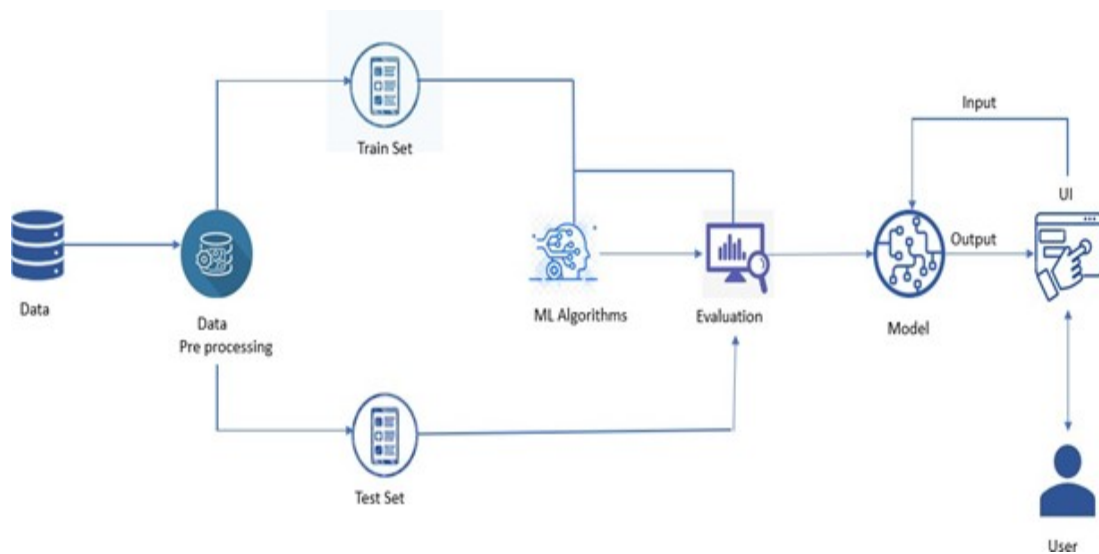 Train Set
Input
UI
Output
Data
Data
Pre processing
ML Algorithms
Evaluation
Model
Test Set
User